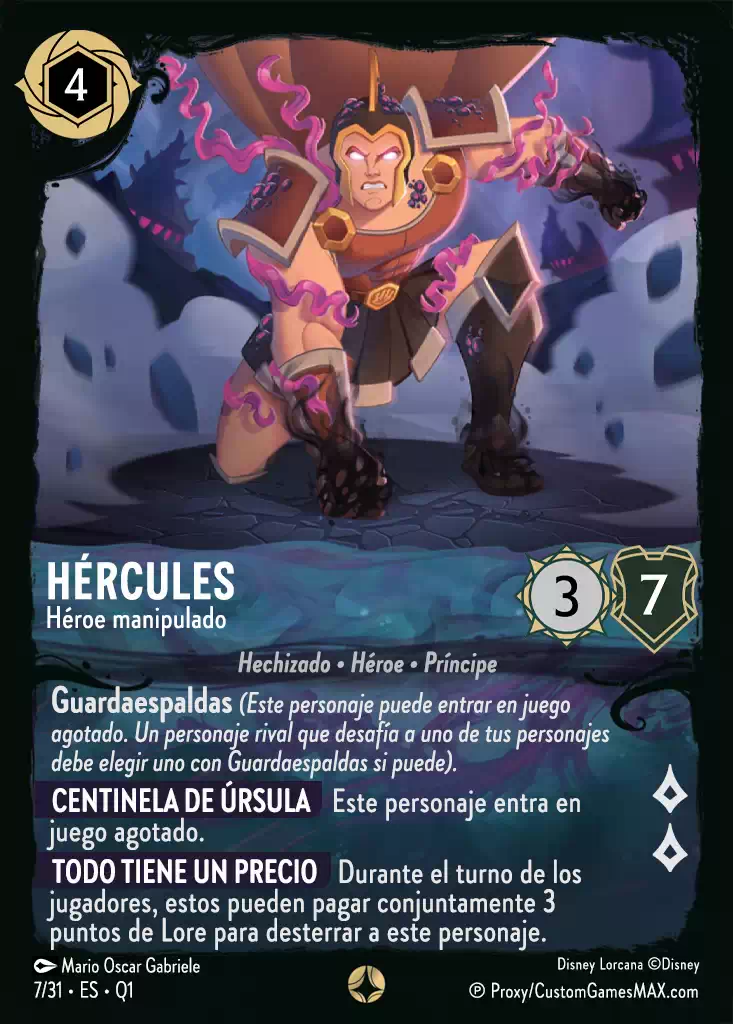 4
HÉRCULES
Héroe manipulado
3
7
Hechizado • Héroe • Príncipe
Guardaespaldas (Este personaje puede entrar en juego
agotado. Un personaje rival que desafía a uno de tus personajes
debe elegir uno con Guardaespaldas si puede).
CENTINELA DE ÚRSULA Este personaje entra en
juego agotado.
TODO TIENE UN PRECIO Durante el turno de los
jugadores, estos pueden pagar conjuntamente 3
puntos de Lore para desterrar a este personaje.
Mario Oscar Gabriele
Disney Lorcana ©Disney
7/31 • ES • Q1
Ⓟ Proxy/CustomGamesMAX.com